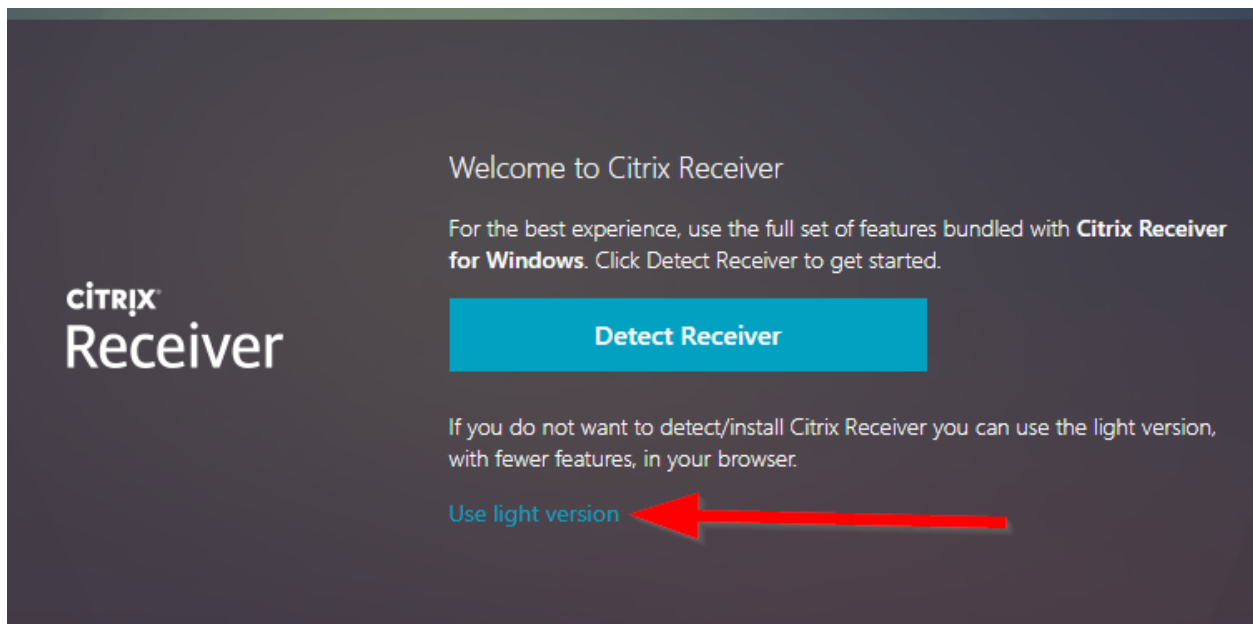 Welcome to Citrix Receiver
For the best experience, use the full set of features bundled with Citrix Receiver
for Windows. Click Detect Receiver to get started.
CİTRIX
Receiver
Detect Receiver
If you do not want to detect/install Citrix Receiver you can use the light version,
with fewer features, in your browser.
Use light version